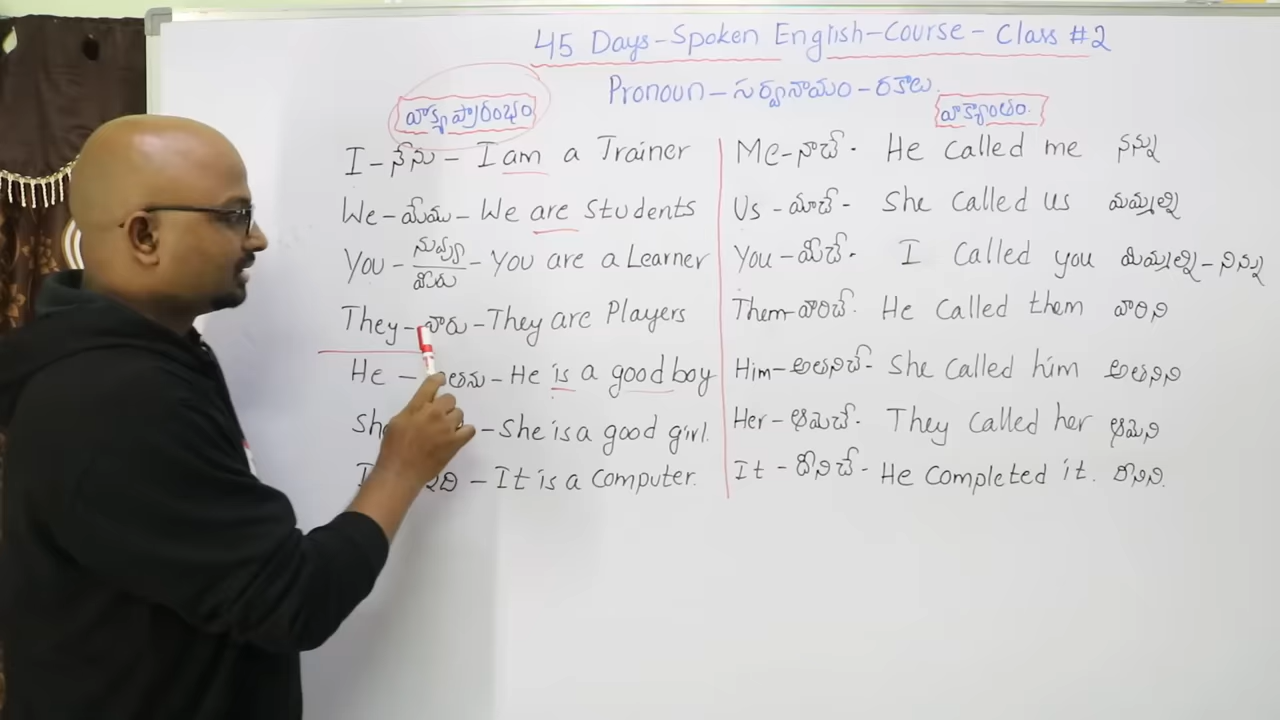 45 Days-Spoken English-Course - Class #2
Pronoun - సర్వనామం - రకాలు.
వాక్య ప్రారంభం
వాక్యాంతం.
I - నేను - I am a Trainer
We - మేము - We are students
You - నువ్వు / మీరు - You are a Learner
They - వారు - They are Players
He - అతను - He is a good boy
She - She is a good girl.
ఇది - It is a computer.
Me - నాచే. He called me నన్ను
Us - మాచే - She called us మమ్మల్ని
You - మీచే. I called you మిమ్మల్ని - నిన్ను
Them - వారిచే. He called them వారిని
Him - అతనిచే - She called him అతనిని
Her - ఆమెచే. They called her ఆమెని
It - దీనిచే - He completed it. దీనిని.